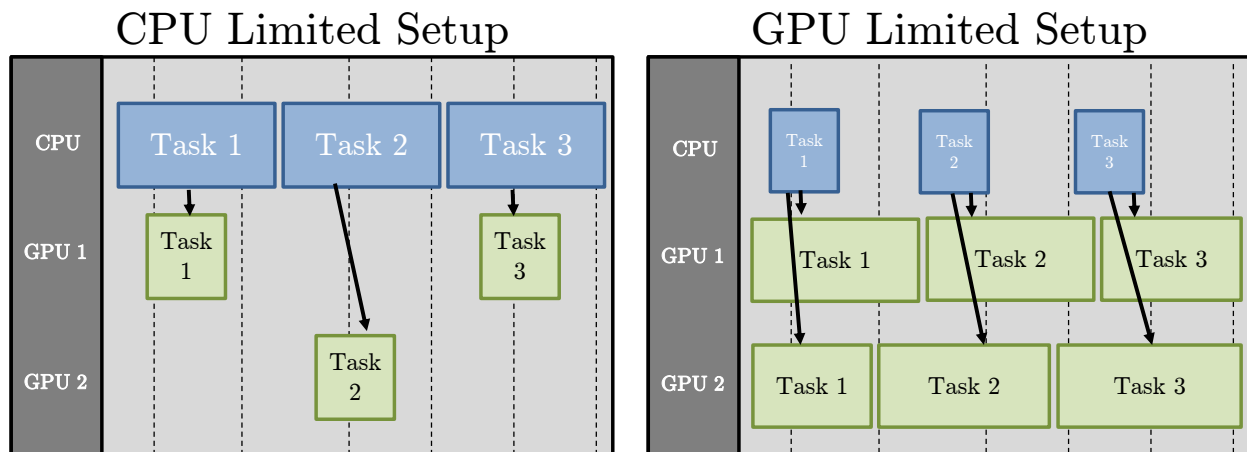 CPU Limited Setup
CPU
Task 1
Task 2
Task 3
GPU 1
Task
1
Task
3
GPU 2
Task
2
GPU Limited Setup
CPU
Task
1
Task
2
Task
3
GPU 1
Task 1
Task 2
Task 3
GPU 2
Task 1
Task 2
Task 3